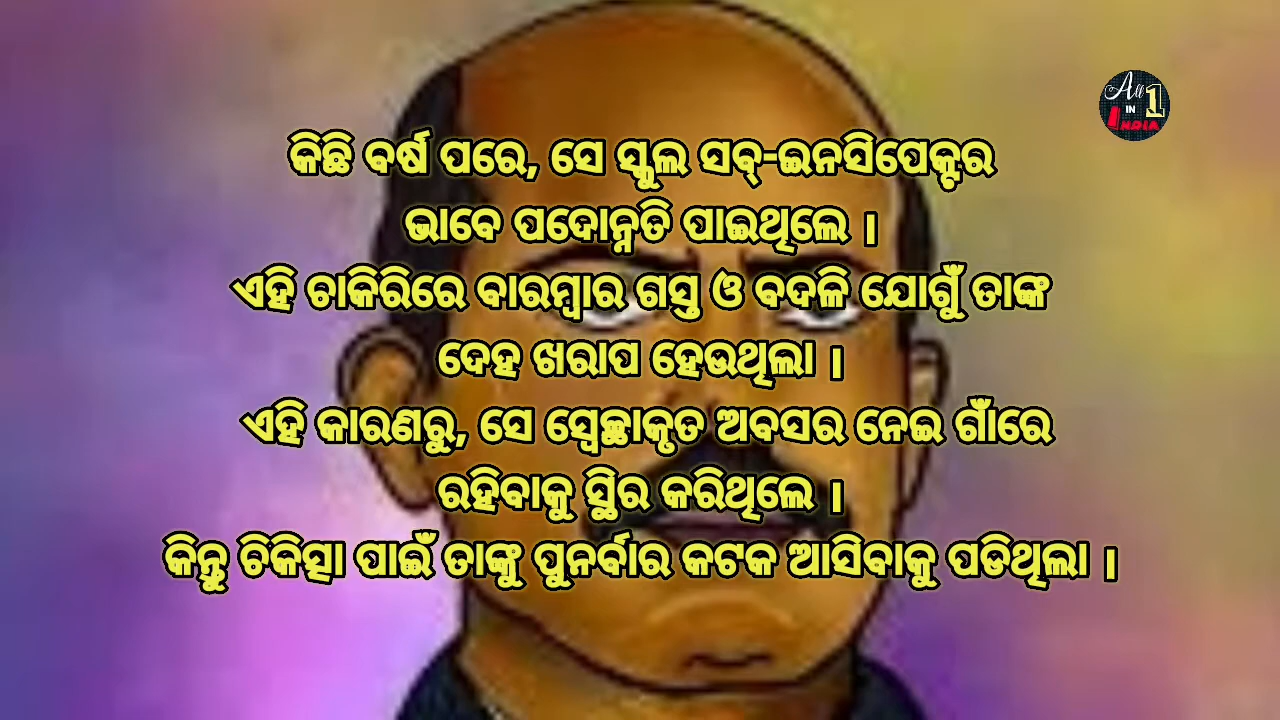 All
IN
1
INDIA
କିଛି ବର୍ଷ ପରେ, ସେ ସ୍କୁଲ ସବ୍-ଇନସିପେକ୍ଟର
ଭାବେ ପଦୋନ୍ନତି ପାଇଥିଲେ ।
ଏହି ଚାକିରିରେ ବାରମ୍ବାର ଗସ୍ତ ଓ ବଦଳି ଯୋଗୁଁ ତାଙ୍କ
ଦେହ ଖରାପ ହେଉଥିଲା ।
ଏହି କାରଣରୁ, ସେ ସ୍ୱେଚ୍ଛାକୃତ ଅବସର ନେଇ ଗାଁରେ
ରହିବାକୁ ସ୍ଥିର କରିଥିଲେ ।
କିନ୍ତୁ ଚିକିତ୍ସା ପାଇଁ ତାଙ୍କୁ ପୁନର୍ବାର କଟକ ଆସିବାକୁ ପଡିଥିଲା ।